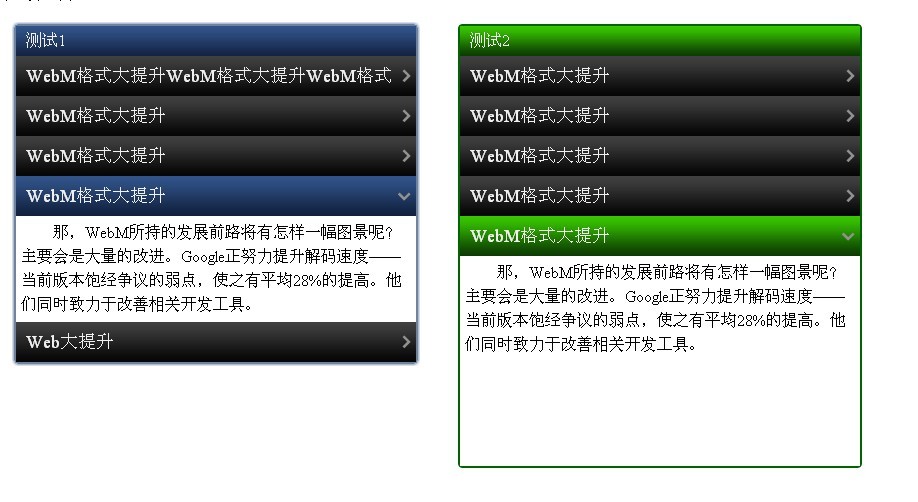 测试1
WebM格式大提升WebM格式大提升WebM格式
WebM格式大提升
WebM格式大提升
WebM格式大提升
那，WebM所持的发展前路将有怎样一幅图景呢？
主要会是大量的改进。Google正努力提升解码速度——
当前版本饱经争议的弱点，使之有平均28%的提高。他
们同时致力于改善相关开发工具。
Web大提升
测试2
WebM格式大提升
WebM格式大提升
WebM格式大提升
WebM格式大提升
WebM格式大提升
那，WebM所持的发展前路将有怎样一幅图景呢？
主要会是大量的改进。Google正努力提升解码速度——
当前版本饱经争议的弱点，使之有平均28%的提高。他
们同时致力于改善相关开发工具。